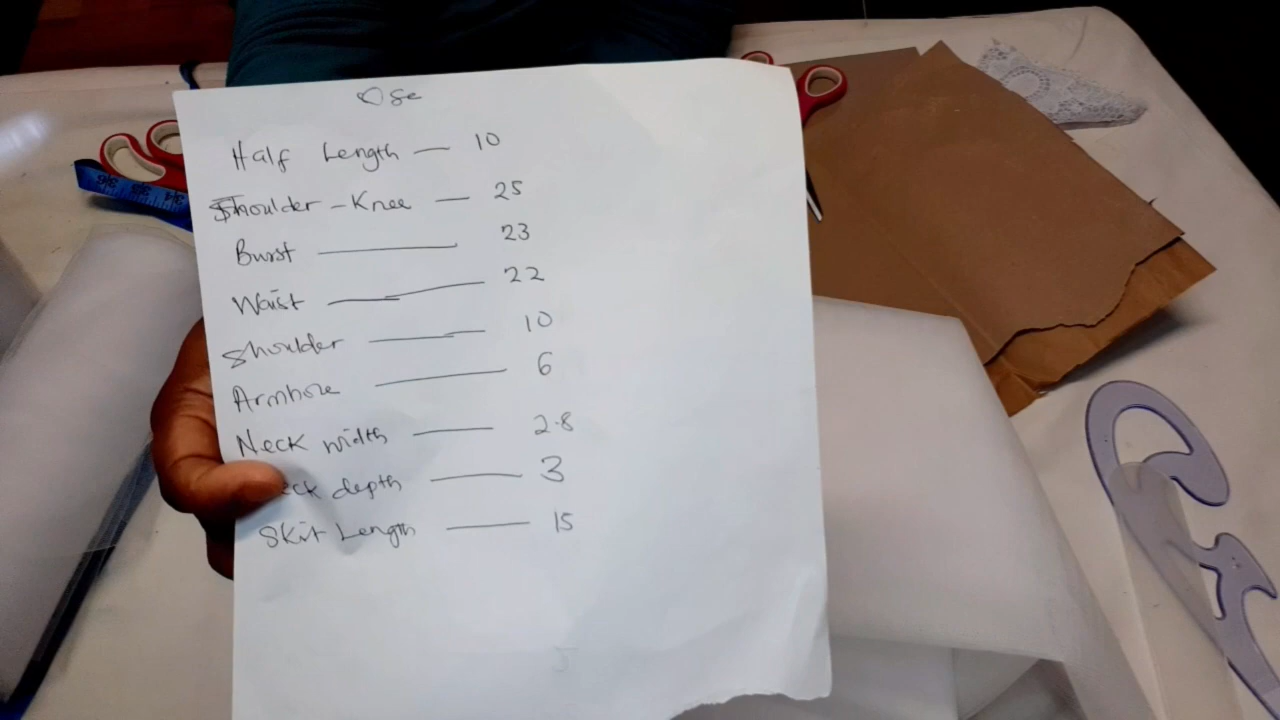 Ose
Half Length — 10
Shoulder - Knee — 25
Burst — 23
Waist — 22
Shoulder — 10
Armhole — 6
Neck width — 2.8
eck depth — 3
Skit Length — 15